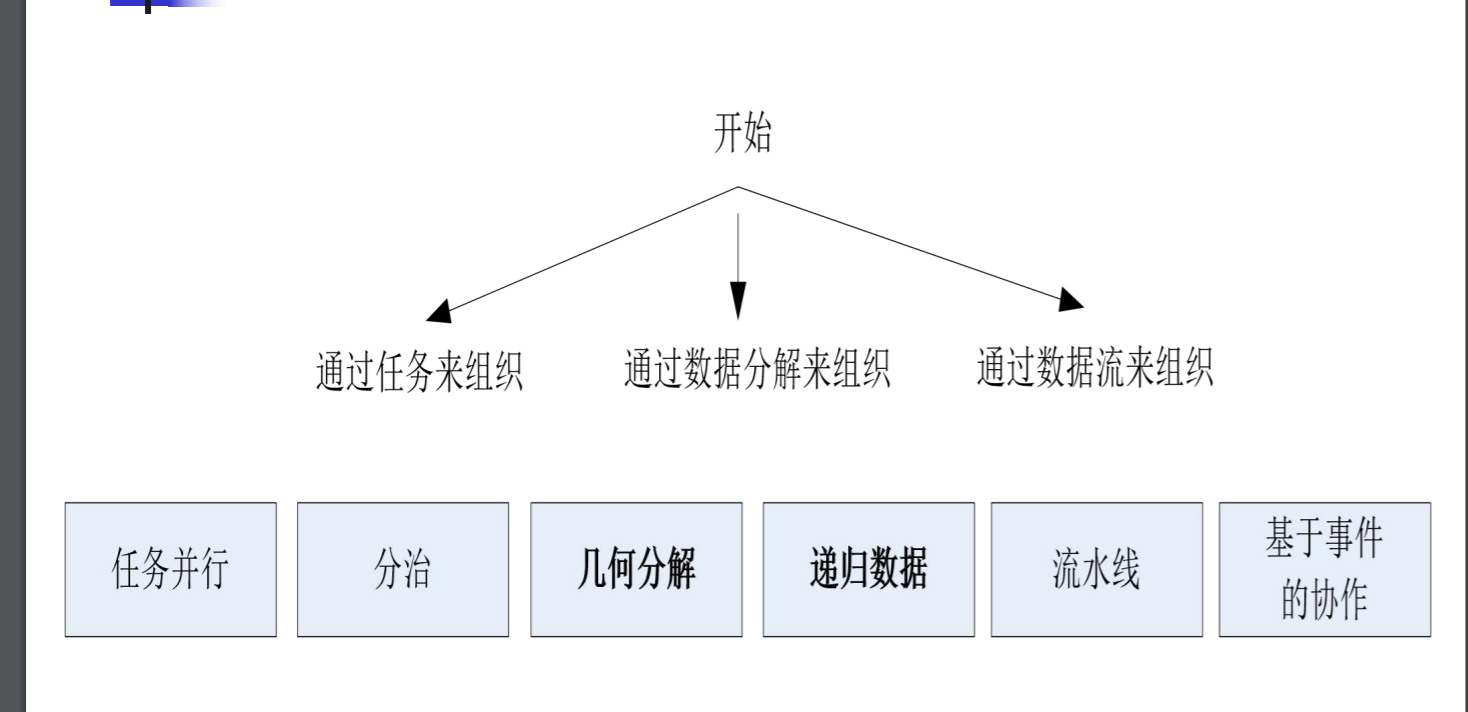 开始
通过任务来组织
通过数据分解来组织
通过数据流来组织
任务并行
分治
几何分解
递归数据
流水线
基于事件
的协作